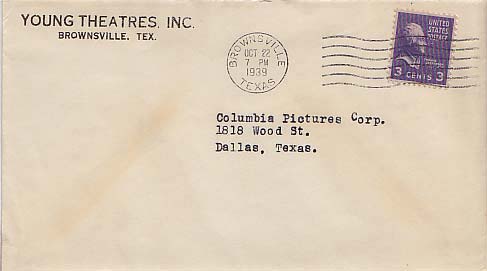 YOUNG THEATRES, INC.
BROWNSVILLE, TEX.
BROWNSVILLE
OCT 22
7 PM
1939
TEXAS
UNITED
STATES
POSTAGE
3 CENTS 3
Columbia Pictures Corp.
1818 Wood St.
Dallas, Texas.